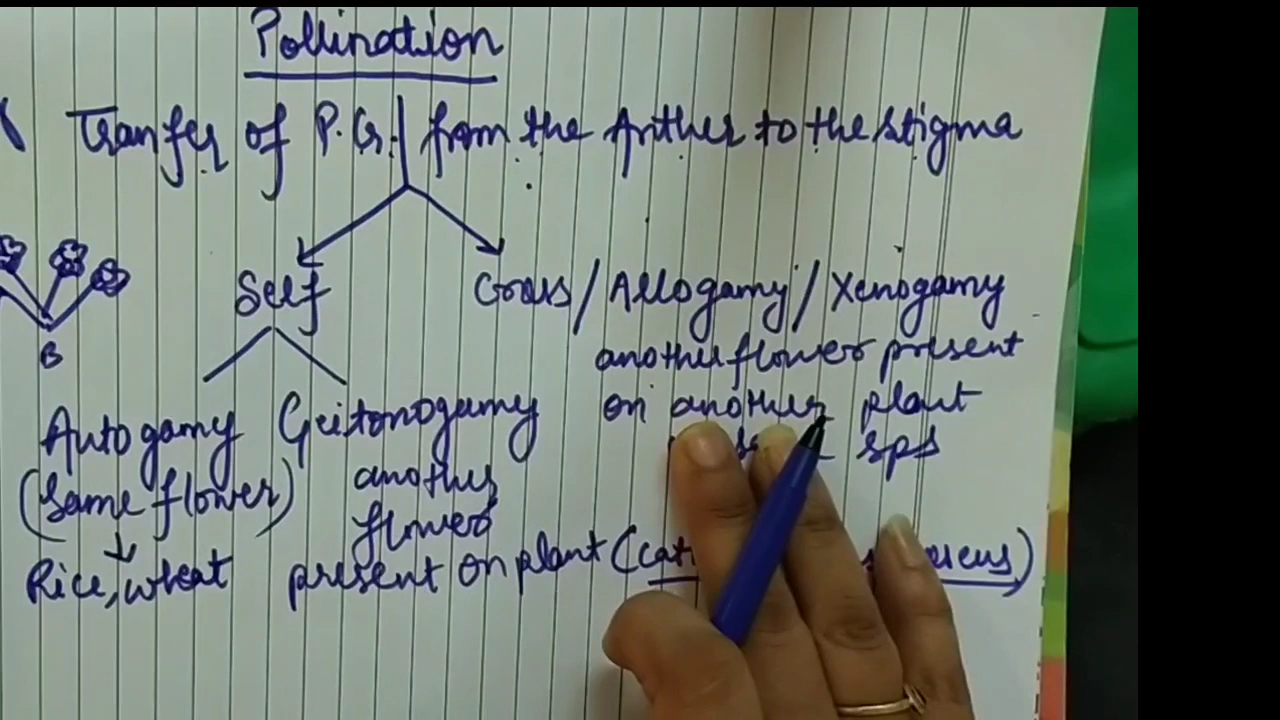 Pollination
Tranfer of P.G. from the Anther to the stigma
Self
Cross/Allogamy/Xenogamy
another flower present
on another plant
sps
B
Autogamy
(Same flower)
Rice, wheat
Geitonogamy
another
flower
present on plant (